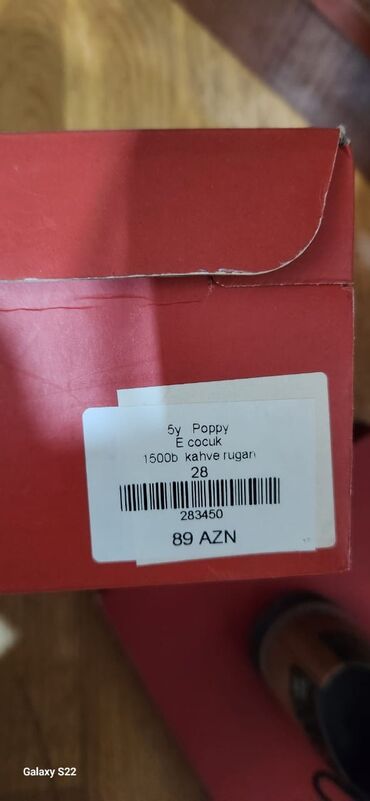 5y Poppy
E cocuk
1500b kahve rugan
28
283450
89 AZN
Galaxy S22